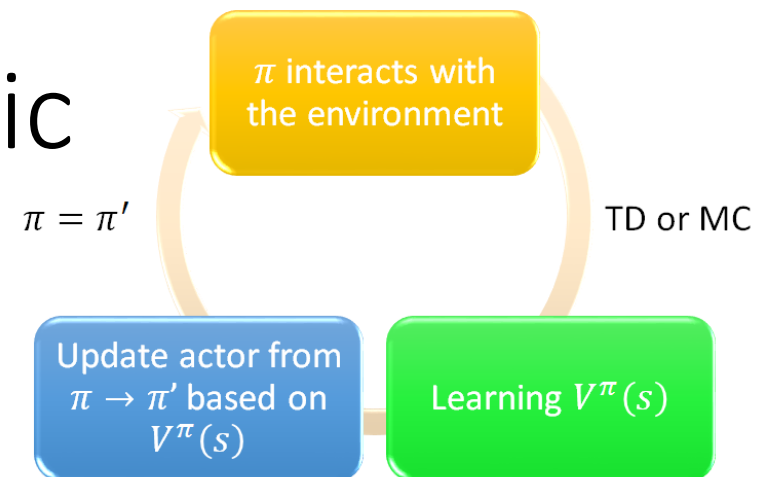 ic
π interacts with
the environment
π = π′
TD or MC
Update actor from
π → π’ based on
V^π(s)
Learning V^π(s)